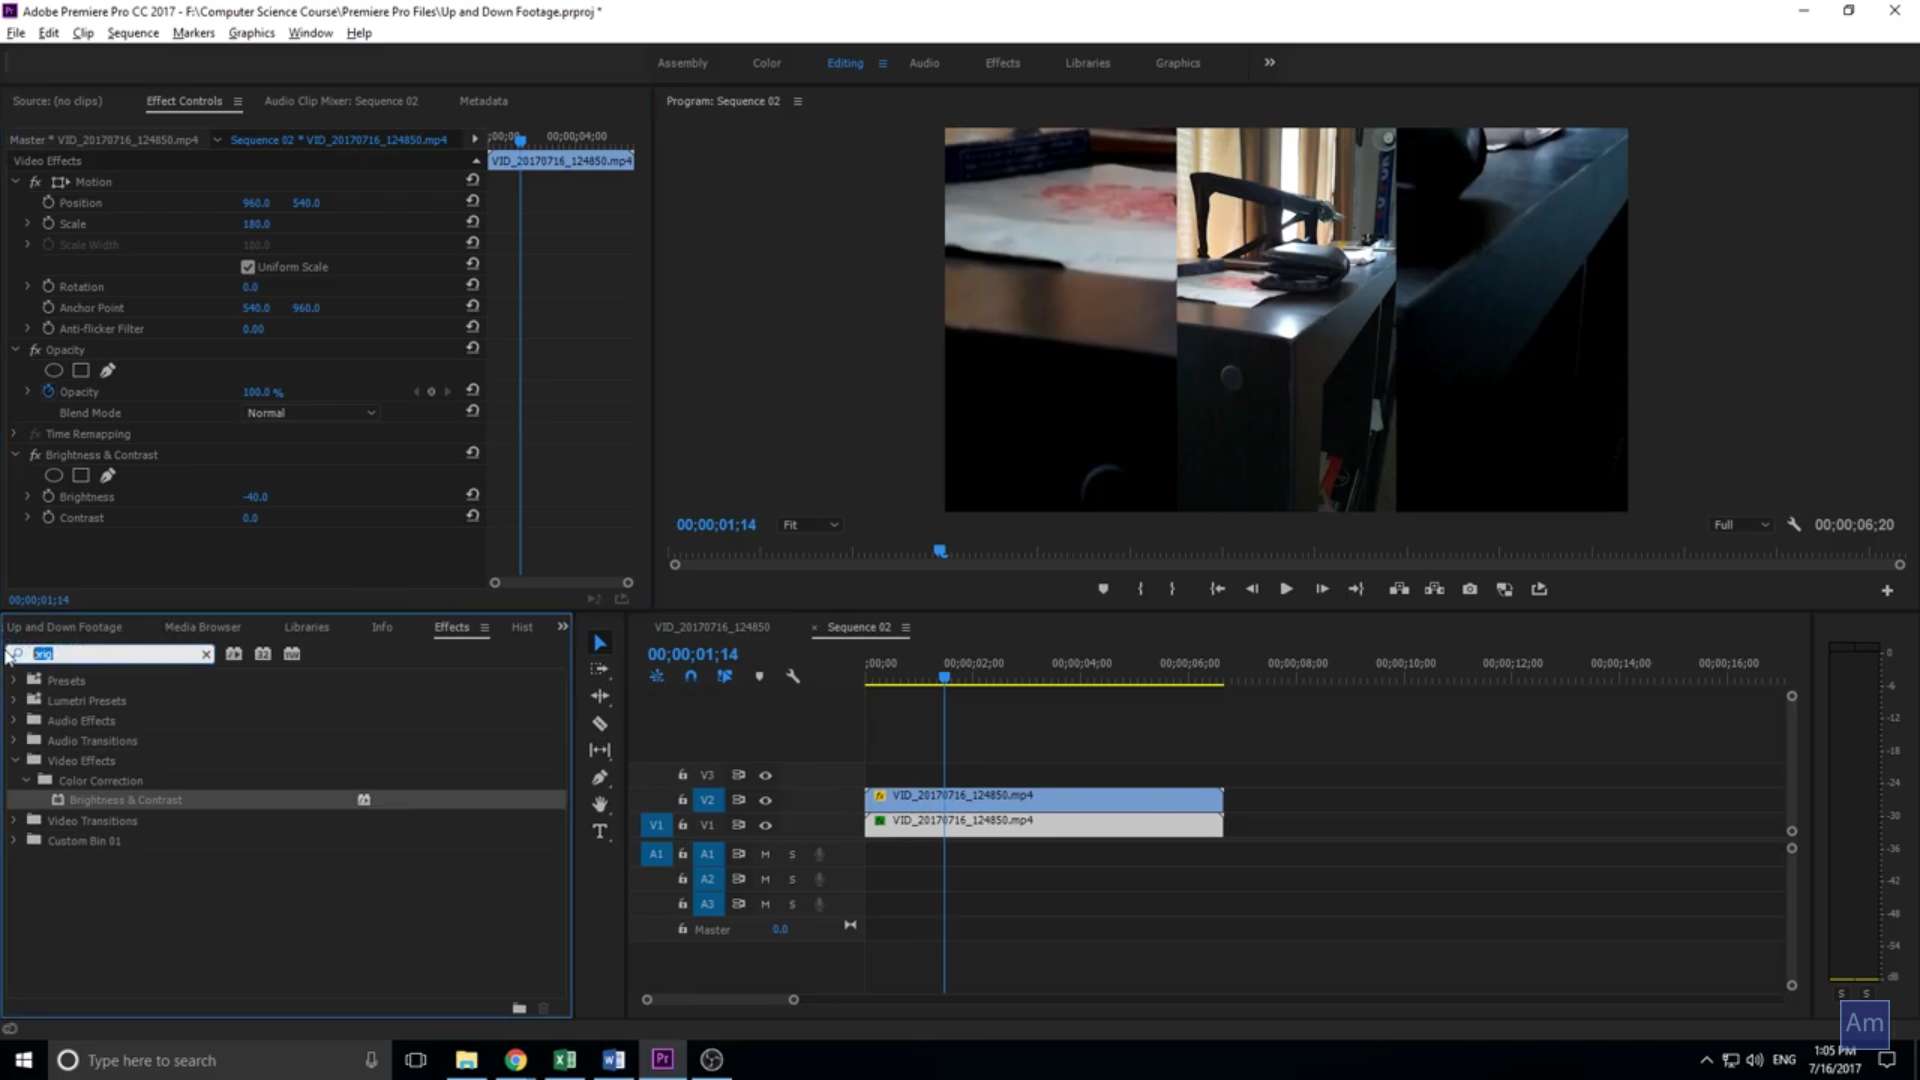 Adobe Premiere Pro CC 2017 - F:\Computer Science Course\Premiere Pro Files\Up and Down Footage.prproj *
File Edit Clip Sequence Markers Graphics Window Help
Assembly Color Editing Audio Effects Libraries Graphics
Source: (no clips) Effect Controls Audio Clip Mixer: Sequence 02 Metadata
Program: Sequence 02
Master * VID_20170716_124850.mp4 Sequence 02 * VID_20170716_124850.mp4
;00;00 00;00;04;00
Video Effects
VID_20170716_124850.mp4
fx Motion
Position 960.0 540.0
Scale 180.0
Scale Width 100.0
Uniform Scale
Rotation 0.0
Anchor Point 540.0 960.0
Anti-flicker Filter 0.00
fx Opacity
Opacity 100.0 %
Blend Mode Normal
fx Time Remapping
fx Brightness & Contrast
Brightness -40.0
Contrast 0.0
00;00;01;14
00;00;01;14 Fit Full 00;00;06;20
Up and Down Footage Media Browser Libraries Info Effects Hist
brig
Presets
Lumetri Presets
Audio Effects
Audio Transitions
Video Effects
Color Correction
Brightness & Contrast
Video Transitions
Custom Bin 01
VID_20170716_124850 Sequence 02
00;00;01;14
;00;00 00;00;02;00 00;00;04;00 00;00;06;00 00;00;08;00 00;00;10;00 00;00;12;00 00;00;14;00 00;00;16;00
V3
V2 fx VID_20170716_124850.mp4
V1 V1 VID_20170716_124850.mp4
A1 A1 M S
A2 M S
A3 M S
Master 0.0
0
-6
-12
-18
-24
-30
-36
-42
-48
-54
dB
S S
Am
Type here to search
Pr
ENG
1:05 PM
7/16/2017